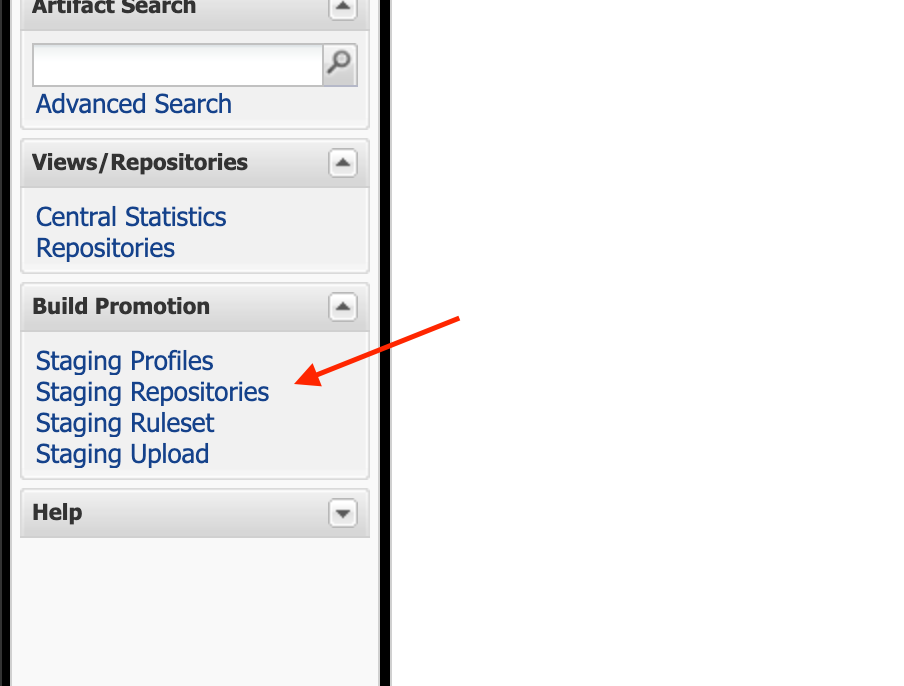 Artifact Search
Advanced Search
Views/Repositories
Central Statistics
Repositories
Build Promotion
Staging Profiles
Staging Repositories
Staging Ruleset
Staging Upload
Help